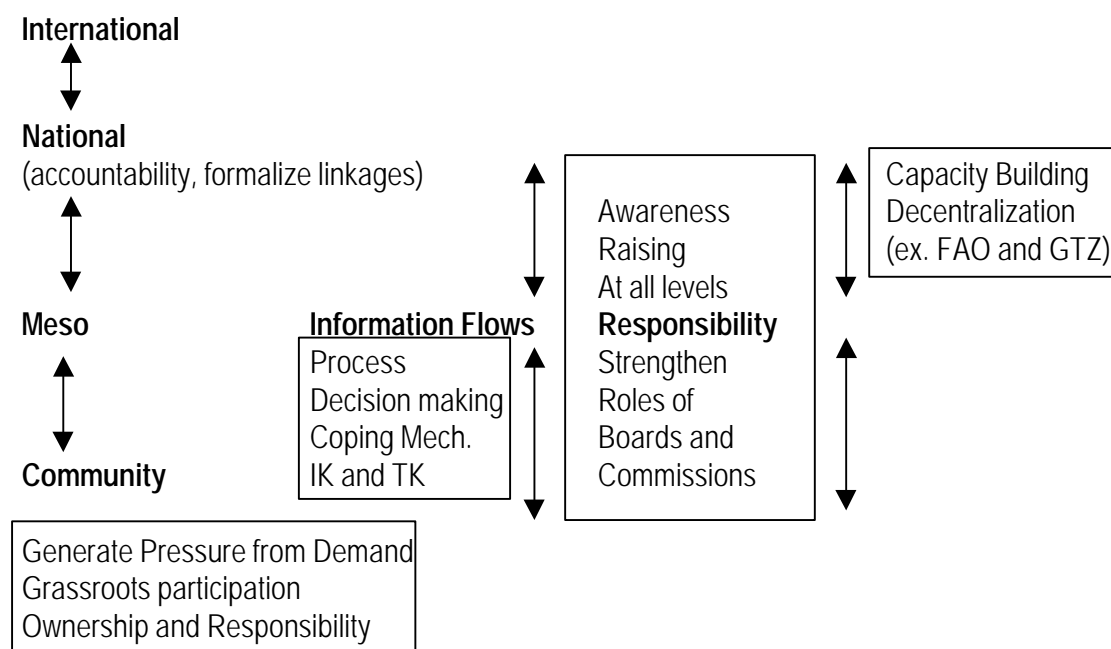 International
National
(accountability, formalize linkages)
Meso
Community
Generate Pressure from Demand
Grassroots participation
Ownership and Responsibility
Information Flows
Process
Decision making
Coping Mech.
IK and TK
Awareness
Raising
At all levels
Responsibility
Strengthen
Roles of
Boards and
Commissions
Capacity Building
Decentralization
(ex. FAO and GTZ)